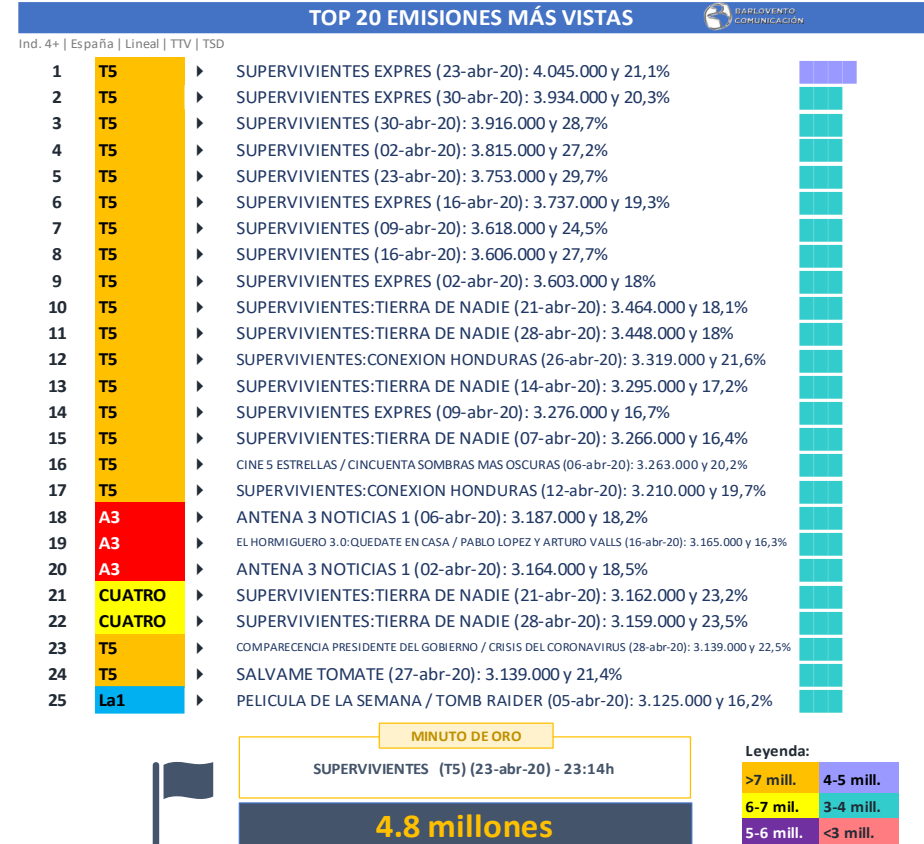 TOP 20 EMISIONES MÁS VISTAS
BARLOVENTO
COMUNICACIÓN
Ind. 4+ | España | Lineal | TTV | TSD
1 T5 SUPERVIVIENTES EXPRES (23-abr-20): 4.045.000 y 21,1%
2 T5 SUPERVIVIENTES EXPRES (30-abr-20): 3.934.000 y 20,3%
3 T5 SUPERVIVIENTES (30-abr-20): 3.916.000 y 28,7%
4 T5 SUPERVIVIENTES (02-abr-20): 3.815.000 y 27,2%
5 T5 SUPERVIVIENTES (23-abr-20): 3.753.000 y 29,7%
6 T5 SUPERVIVIENTES EXPRES (16-abr-20): 3.737.000 y 19,3%
7 T5 SUPERVIVIENTES (09-abr-20): 3.618.000 y 24,5%
8 T5 SUPERVIVIENTES (16-abr-20): 3.606.000 y 27,7%
9 T5 SUPERVIVIENTES EXPRES (02-abr-20): 3.603.000 y 18%
10 T5 SUPERVIVIENTES:TIERRA DE NADIE (21-abr-20): 3.464.000 y 18,1%
11 T5 SUPERVIVIENTES:TIERRA DE NADIE (28-abr-20): 3.448.000 y 18%
12 T5 SUPERVIVIENTES:CONEXION HONDURAS (26-abr-20): 3.319.000 y 21,6%
13 T5 SUPERVIVIENTES:TIERRA DE NADIE (14-abr-20): 3.295.000 y 17,2%
14 T5 SUPERVIVIENTES EXPRES (09-abr-20): 3.276.000 y 16,7%
15 T5 SUPERVIVIENTES:TIERRA DE NADIE (07-abr-20): 3.266.000 y 16,4%
16 T5 CINE 5 ESTRELLAS / CINCUENTA SOMBRAS MAS OSCURAS (06-abr-20): 3.263.000 y 20,2%
17 T5 SUPERVIVIENTES:CONEXION HONDURAS (12-abr-20): 3.210.000 y 19,7%
18 A3 ANTENA 3 NOTICIAS 1 (06-abr-20): 3.187.000 y 18,2%
19 A3 EL HORMIGUERO 3.0:QUEDATE EN CASA / PABLO LOPEZ Y ARTURO VALLS (16-abr-20): 3.165.000 y 16,3%
20 A3 ANTENA 3 NOTICIAS 1 (02-abr-20): 3.164.000 y 18,5%
21 CUATRO SUPERVIVIENTES:TIERRA DE NADIE (21-abr-20): 3.162.000 y 23,2%
22 CUATRO SUPERVIVIENTES:TIERRA DE NADIE (28-abr-20): 3.159.000 y 23,5%
23 T5 COMPARECENCIA PRESIDENTE DEL GOBIERNO / CRISIS DEL CORONAVIRUS (28-abr-20): 3.139.000 y 22,5%
24 T5 SALVAME TOMATE (27-abr-20): 3.139.000 y 21,4%
25 La1 PELICULA DE LA SEMANA / TOMB RAIDER (05-abr-20): 3.125.000 y 16,2%
MINUTO DE ORO
SUPERVIVIENTES (T5) (23-abr-20) - 23:14h
4.8 millones
Leyenda:
>7 mill. 4-5 mill.
6-7 mil. 3-4 mill.
5-6 mill. <3 mill.